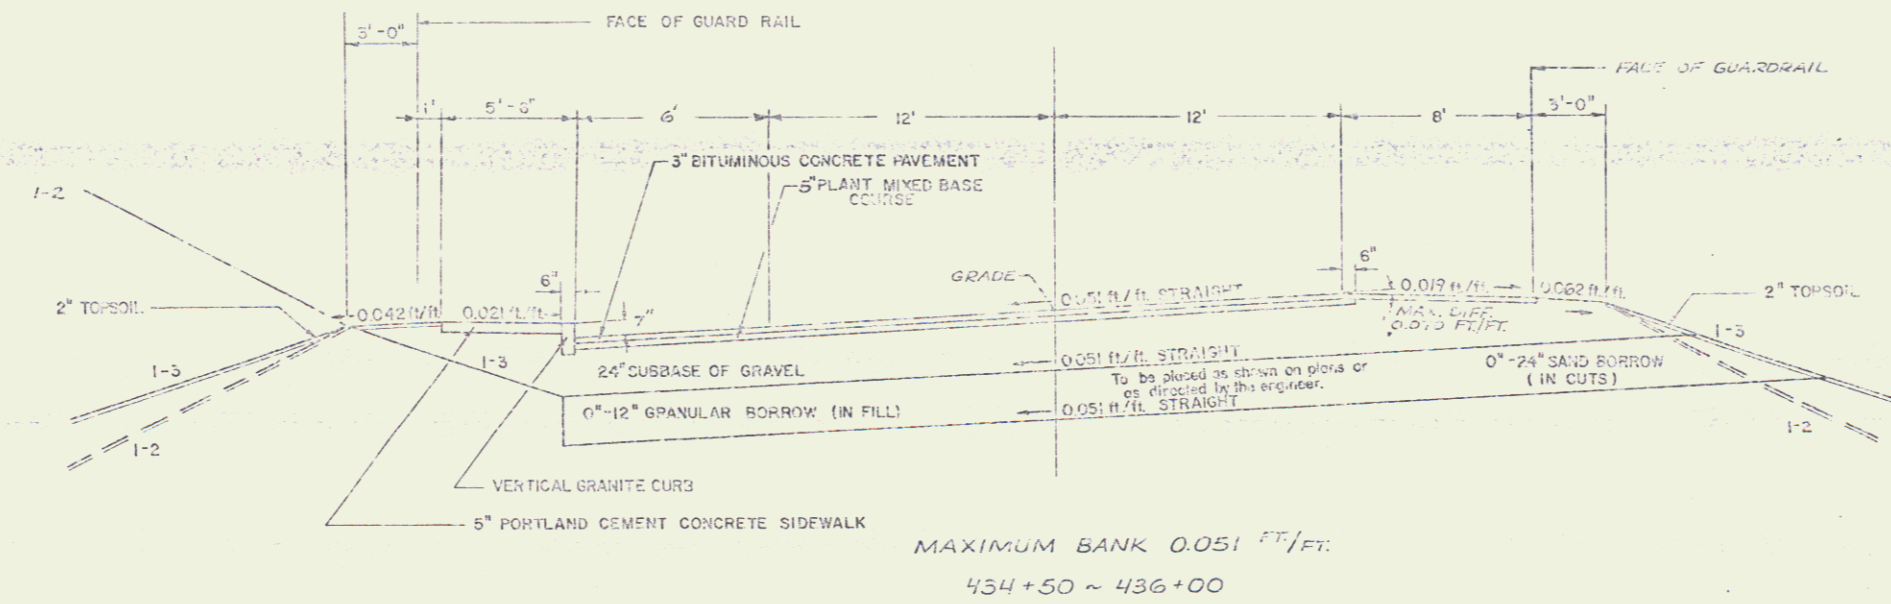 FACE OF GUARD RAIL
3'-0"
FACE OF GUARDRAIL
1'
5'-6"
6'
12'
12'
8'
3'-0"
3" BITUMINOUS CONCRETE PAVEMENT
5" PLANT MIXED BASE
COURSE
1-2
6"
GRADE
6"
2" TOPSOIL
0.042 ft/ft
0.021 ft./ft.
7"
0.051 ft./ft. STRAIGHT
0.019 ft./ft.
0.062 ft./ft.
2" TOPSOIL
MAX. DIFF.
0.070 FT./FT.
1-3
1-3
24" SUBBASE OF GRAVEL
0.051 ft./ft. STRAIGHT
To be placed as shown on plans or
as directed by the engineer.
0"-24" SAND BORROW
(IN CUTS)
1-3
0"-12" GRANULAR BORROW (IN FILL)
0.051 ft./ft. STRAIGHT
1-2
1-2
VERTICAL GRANITE CURB
5" PORTLAND CEMENT CONCRETE SIDEWALK
MAXIMUM BANK 0.051 FT./FT.
434+50 ~ 436+00